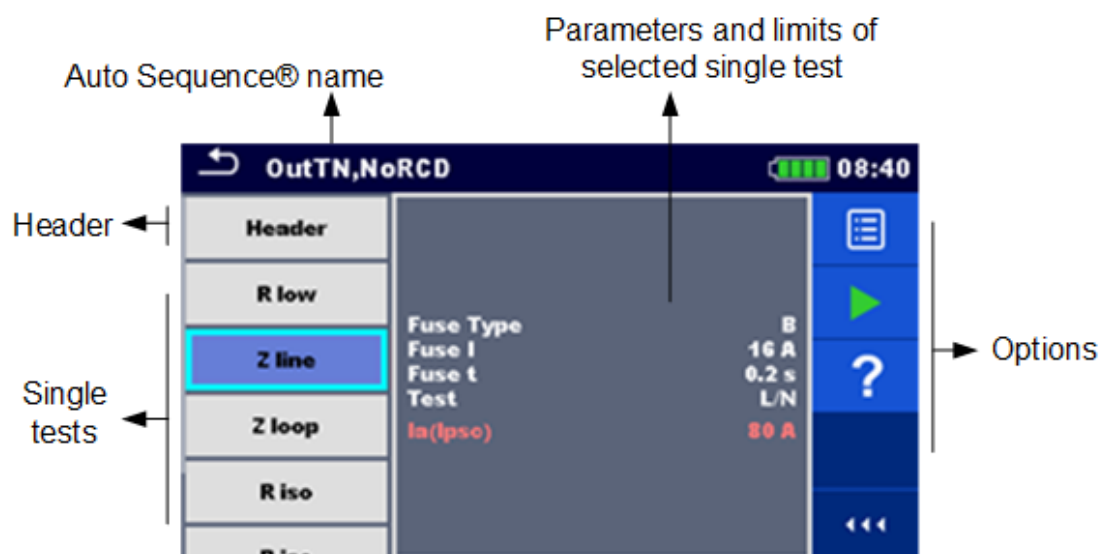 Parameters and limits of
selected single test
Auto Sequence® name
OutTN,NoRCD
08:40
Header
Header
R low
Z line
Z loop
R iso
Single
tests
Fuse Type B
Fuse I 16 A
Fuse t 0.2 s
Test L/N
Ia(Ipsc) 80 A
?
Options